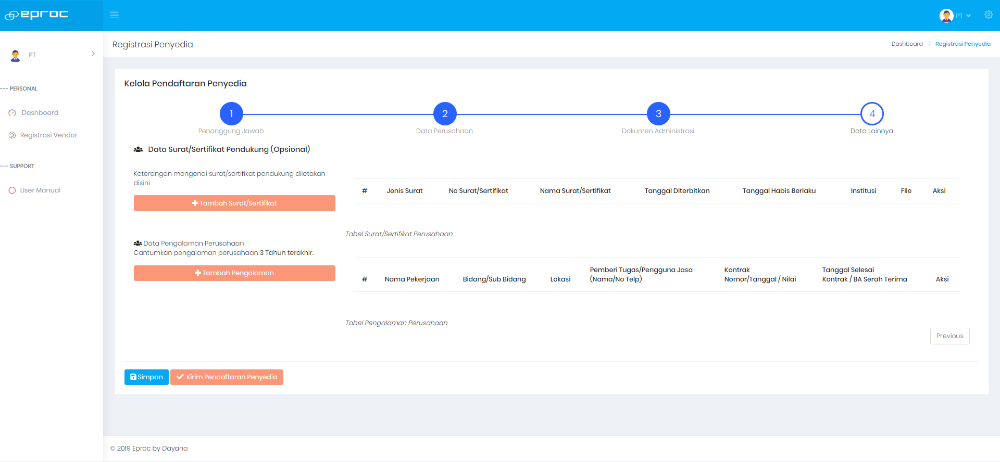 eproc
PT
PT
Registrasi Penyedia
Dashboard
Registrasi Penyedia
--- PERSONAL
Dashboard
Registrasi Vendor
--- SUPPORT
User Manual
Kelola Pendaftaran Penyedia
1
2
3
4
Penanggung Jawab
Data Perusahaan
Dokumen Administrasi
Data Lainnya
Data Surat/Sertifikat Pendukung (Opsional)
Keterangan mengenai surat/sertifikat pendukung diletakan
disini
Tambah Surat/Sertifikat
# Jenis Surat No Surat/Sertifikat Nama Surat/Sertifikat Tanggal Diterbitkan Tanggal Habis Berlaku Institusi File Aksi
Tabel Surat/Sertifikat Perusahaan
Data Pengalaman Perusahaan
Cantumkan pengalaman perusahaan 3 Tahun terakhir.
Tambah Pengalaman
# Nama Pekerjaan Bidang/Sub Bidang Lokasi
Pemberi Tugas/Pengguna Jasa
(Nama/No Telp)
Kontrak
Nomor/Tanggal / Nilai
Tanggal Selesai
Kontrak / BA Serah Terima
Aksi
Tabel Pengalaman Perusahaan
Previous
Simpan
Kirim Pendaftaran Penyedia
© 2019 Eproc by Dayana